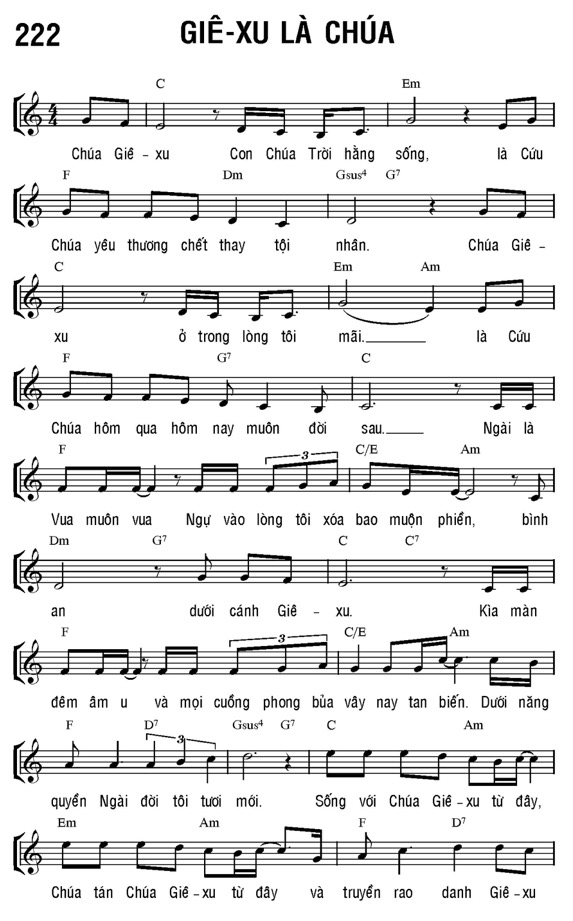 222 GIÊ-XU LÀ CHÚA
C Em
Chúa Giê - xu Con Chúa Trời hằng sống, là Cứu
F Dm Gsus4 G7
Chúa yêu thương chết thay tội nhân. Chúa Giê -
C Em Am
xu ở trong lòng tôi mãi. là Cứu
F G7 C
Chúa hôm qua hôm nay muôn đời sau. Ngài là
F C/E Am
Vua muôn vua Ngự vào lòng tôi xóa bao muộn phiền, bình
Dm G7 C C7
an dưới cánh Giê - xu. Kìa màn
F 3 C/E Am
đêm âm u và mọi cuồng phong bủa vây nay tan biến. Dưới năng
F D7 3 Gsus4 G7 C Am
quyền Ngài đời tôi tươi mới. Sống với Chúa Giê-xu từ đây,
Em Am F D7
Chúa tán Chúa Giê-xu từ đây và truyền rao danh Giê-xu